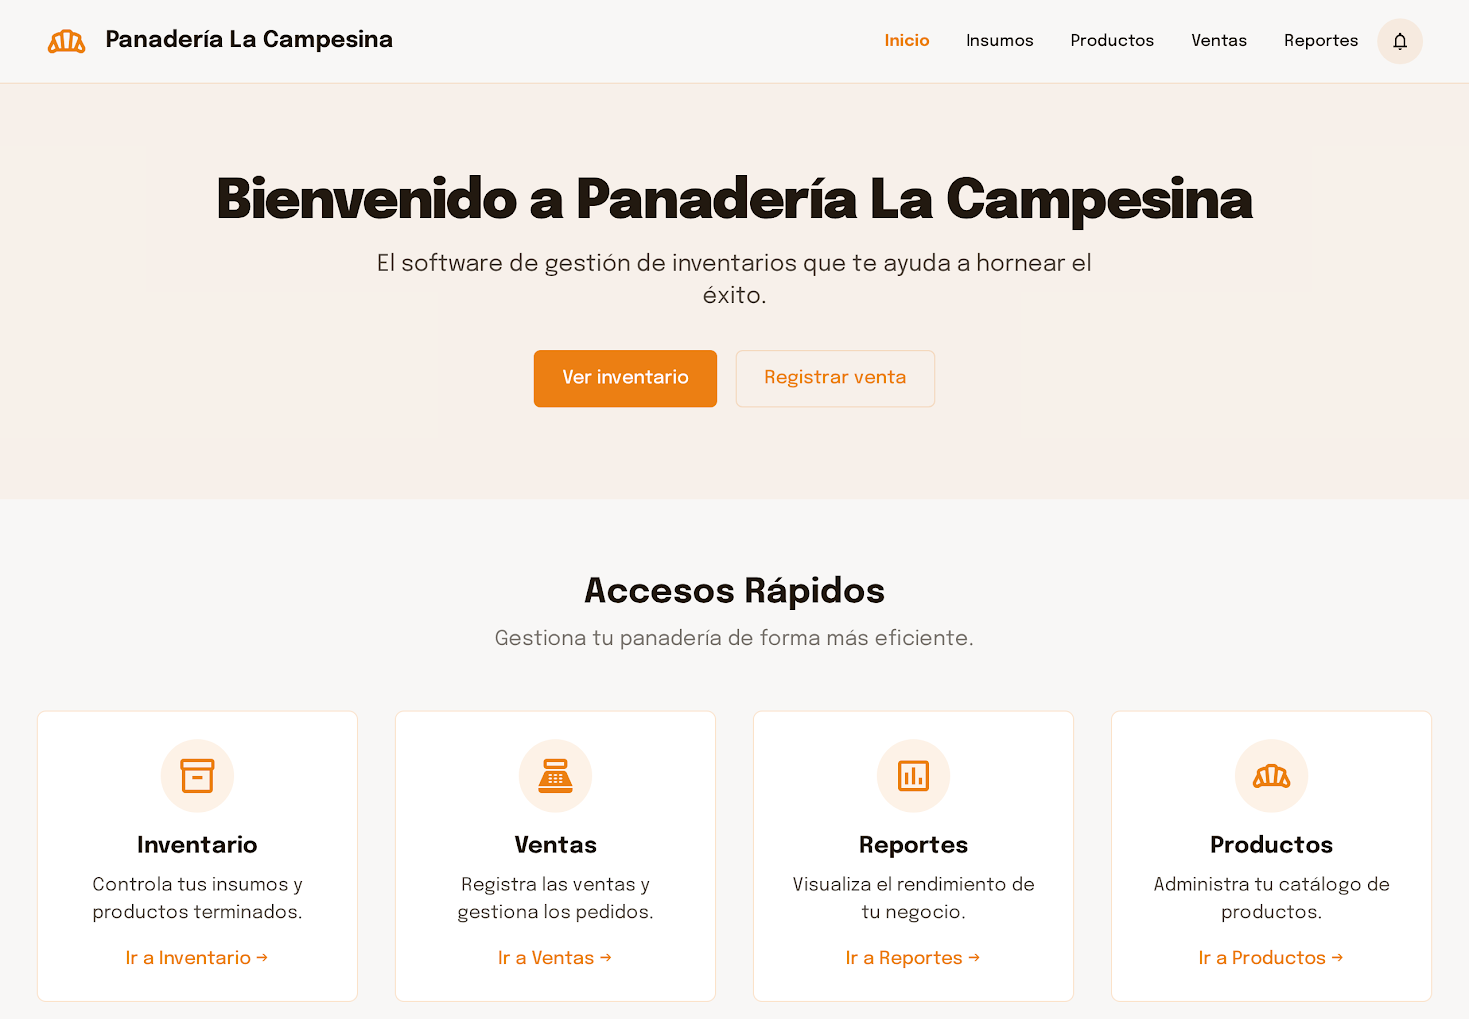 Panadería La Campesina
Inicio
Insumos
Productos
Ventas
Reportes
Bienvenido a Panadería La Campesina
El software de gestión de inventarios que te ayuda a hornear el
éxito.
Ver inventario
Registrar venta
Accesos Rápidos
Gestiona tu panadería de forma más eficiente.
Inventario
Controla tus insumos y
productos terminados.
Ir a Inventario →
Ventas
Registra las ventas y
gestiona los pedidos.
Ir a Ventas →
Reportes
Visualiza el rendimiento de
tu negocio.
Ir a Reportes →
Productos
Administra tu catálogo de
productos.
Ir a Productos →